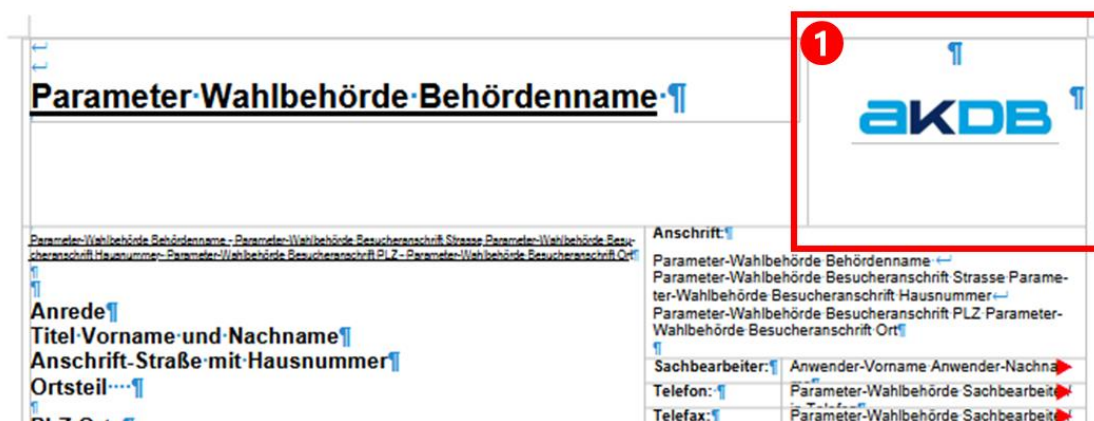 Parameter Wahlbehörde Behördenname
1
AKDB
Parameter-Wahlbehörde Behördenname - Parameter-Wahlbehörde Besucheranschrift Strasse Parameter-Wahlbehörde Besu-
cheranschrift Hausnummer- Parameter-Wahlbehörde Besucheranschrift PLZ - Parameter-Wahlbehörde Besucheranschrift Ort
Anrede
Titel Vorname und Nachname
Anschrift-Straße mit Hausnummer
Ortsteil
Anschrift:
Parameter-Wahlbehörde Behördenname
Parameter-Wahlbehörde Besucheranschrift Strasse Parame-
ter-Wahlbehörde Besucheranschrift Hausnummer
Parameter-Wahlbehörde Besucheranschrift PLZ Parameter-
Wahlbehörde Besucheranschrift Ort
Sachbearbeiter: Anwender-Vorname Anwender-Nachna
Telefon: Parameter-Wahlbehörde Sachbearbeiter/
Telefax: Parameter-Wahlbehörde Sachbearbeiter/